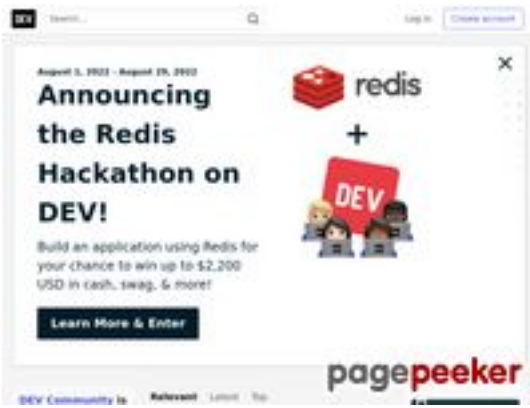 DEV
Search...
Log in
Create account
August 2, 2022 - August 29, 2022
Announcing
the Redis
Hackathon on
DEV!
Build an application using Redis for
your chance to win up to $2,200
USD in cash, swag, & more!
Learn More & Enter
redis
+
DEV
pagepeeker
DEV Community is
Relevant
Latest
Top